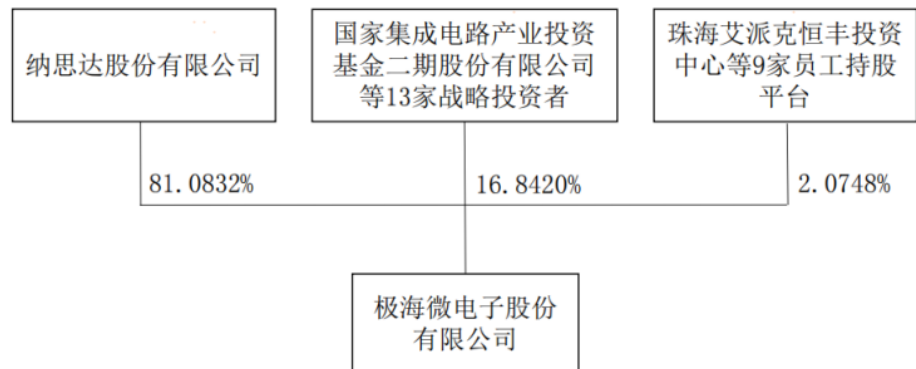 纳思达股份有限公司
国家集成电路产业投资
基金二期股份有限公司
等13家战略投资者
珠海艾派克恒丰投资
中心等9家员工持股
平台
81.0832%
16.8420%
2.0748%
极海微电子股份
有限公司